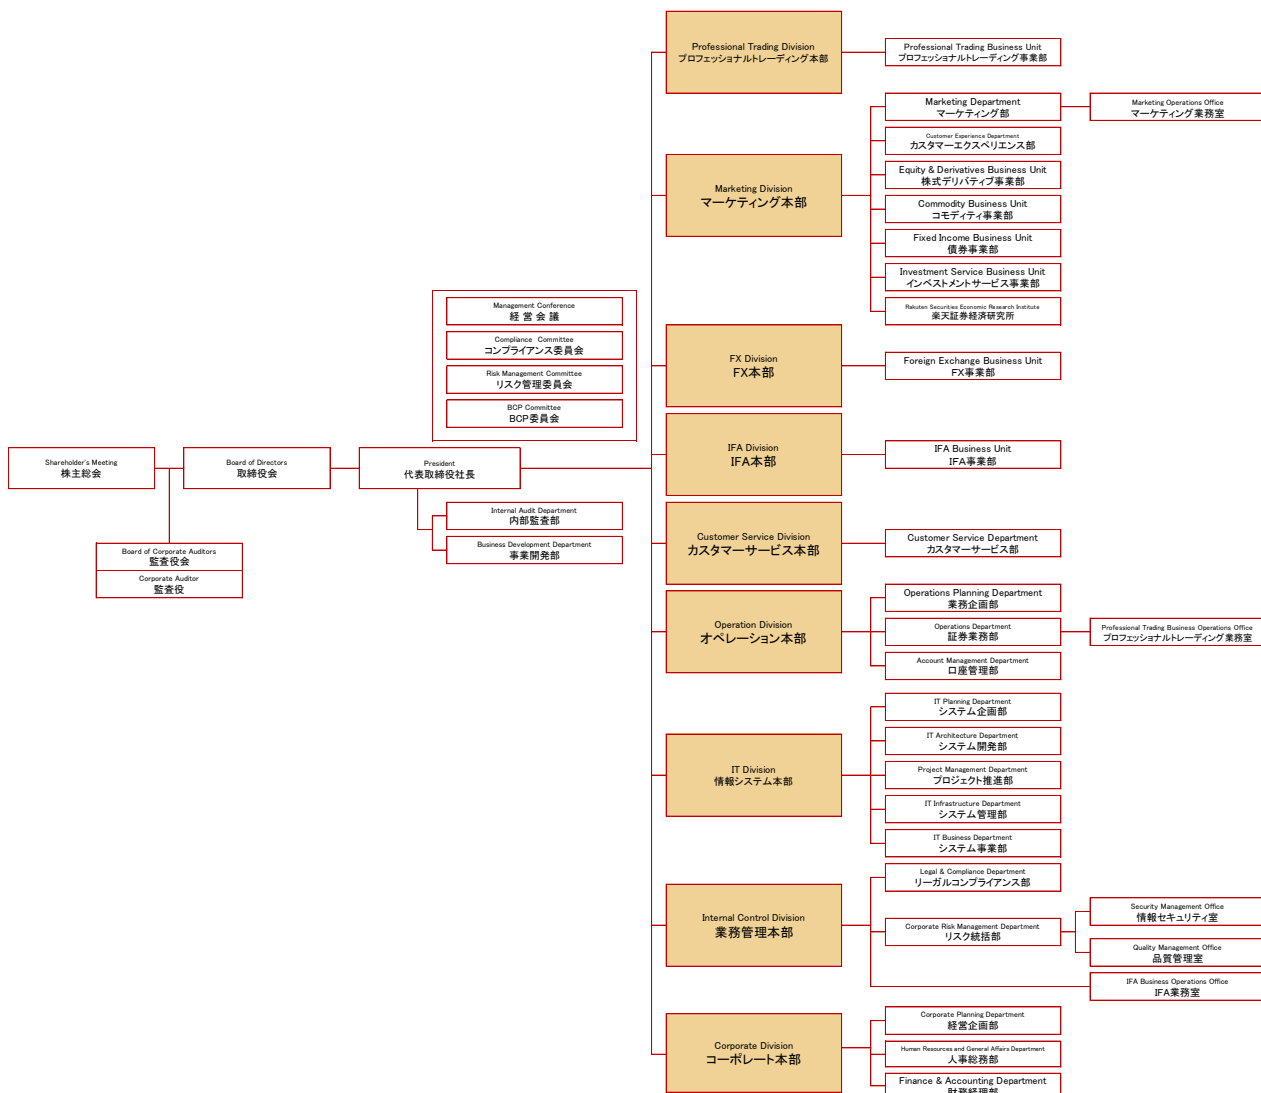 Shareholder's Meeting
株主総会
Board of Directors
取締役会
President
代表取締役社長
Board of Corporate Auditors
監査役会
Corporate Auditor
監査役
Management Conference
経 営 会 議
Compliance Committee
コンプライアンス委員会
Risk Management Committee
リスク管理委員会
BCP Committee
BCP委員会
Internal Audit Department
内部監査部
Business Development Department
事業開発部
Professional Trading Division
プロフェッショナルトレーディング本部
Professional Trading Business Unit
プロフェッショナルトレーディング事業部
Marketing Division
マーケティング本部
Marketing Department
マーケティング部
Marketing Operations Office
マーケティング業務室
Customer Experience Department
カスタマーエクスペリエンス部
Equity & Derivatives Business Unit
株式デリバティブ事業部
Commodity Business Unit
コモディティ事業部
Fixed Income Business Unit
債券事業部
Investment Service Business Unit
インベストメントサービス事業部
Rakuten Securities Economic Research Institute
楽天証券経済研究所
FX Division
FX本部
Foreign Exchange Business Unit
FX事業部
IFA Division
IFA本部
IFA Business Unit
IFA事業部
Customer Service Division
カスタマーサービス本部
Customer Service Department
カスタマーサービス部
Operation Division
オペレーション本部
Operations Planning Department
業務企画部
Operations Department
証券業務部
Professional Trading Business Operations Office
プロフェッショナルトレーディング業務室
Account Management Department
口座管理部
IT Division
情報システム本部
IT Planning Department
システム企画部
IT Architecture Department
システム開発部
Project Management Department
プロジェクト推進部
IT Infrastructure Department
システム管理部
IT Business Department
システム事業部
Internal Control Division
業務管理本部
Legal & Compliance Department
リーガルコンプライアンス部
Corporate Risk Management Department
リスク統括部
Security Management Office
情報セキュリティ室
Quality Management Office
品質管理室
IFA Business Operations Office
IFA業務室
Corporate Division
コーポレート本部
Corporate Planning Department
経営企画部
Human Resources and General Affairs Department
人事総務部
Finance & Accounting Department
財務経理部